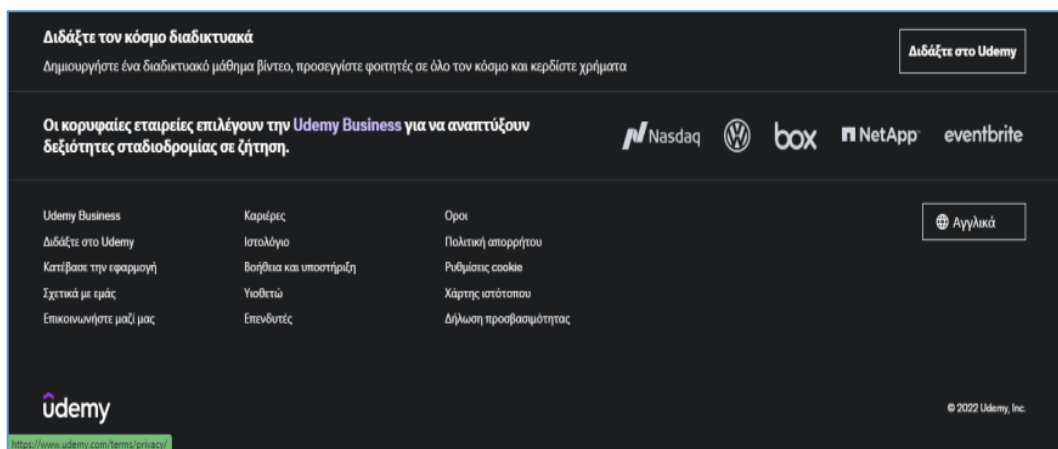 Διδάξτε τον κόσμο διαδικτυακά
Δημιουργήστε ένα διαδικτυακό μάθημα βίντεο, προσεγγίστε φοιτητές σε όλο τον κόσμο και κερδίστε χρήματα
Διδάξτε στο Udemy
Οι κορυφαίες εταιρείες επιλέγουν την Udemy Business για να αναπτύξουν
δεξιότητες σταδιοδρομίας σε ζήτηση.
Nasdaq
box
NetApp
eventbrite
Udemy Business
Διδάξτε στο Udemy
Κατέβασε την εφαρμογή
Σχετικά με εμάς
Επικοινωνήστε μαζί μας
Καριέρες
Ιστολόγιο
Βοήθεια και υποστήριξη
Υιοθετώ
Επενδυτές
Οροι
Πολιτική απορρήτου
Ρυθμίσεις cookie
Χάρτης ιστότοπου
Δήλωση προσβασιμότητας
Αγγλικά
udemy
© 2022 Udemy, Inc.
https://www.udemy.com/terms/privacy/